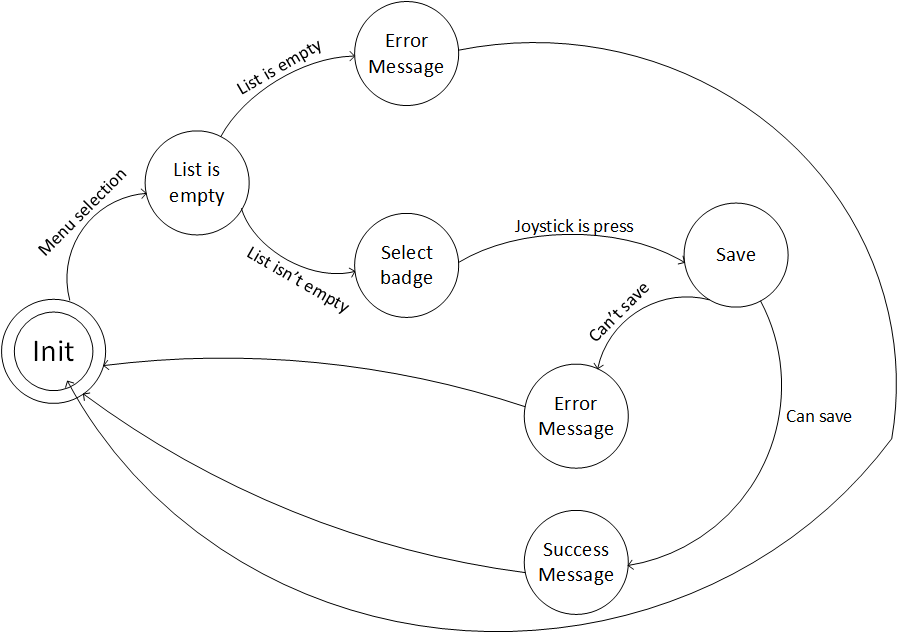 Error
Message
List is empty
List is
empty
Menu selection
Joystick is press
Select
badge
Save
List isn't empty
Can't save
Init
Error
Message
Can save
Success
Message